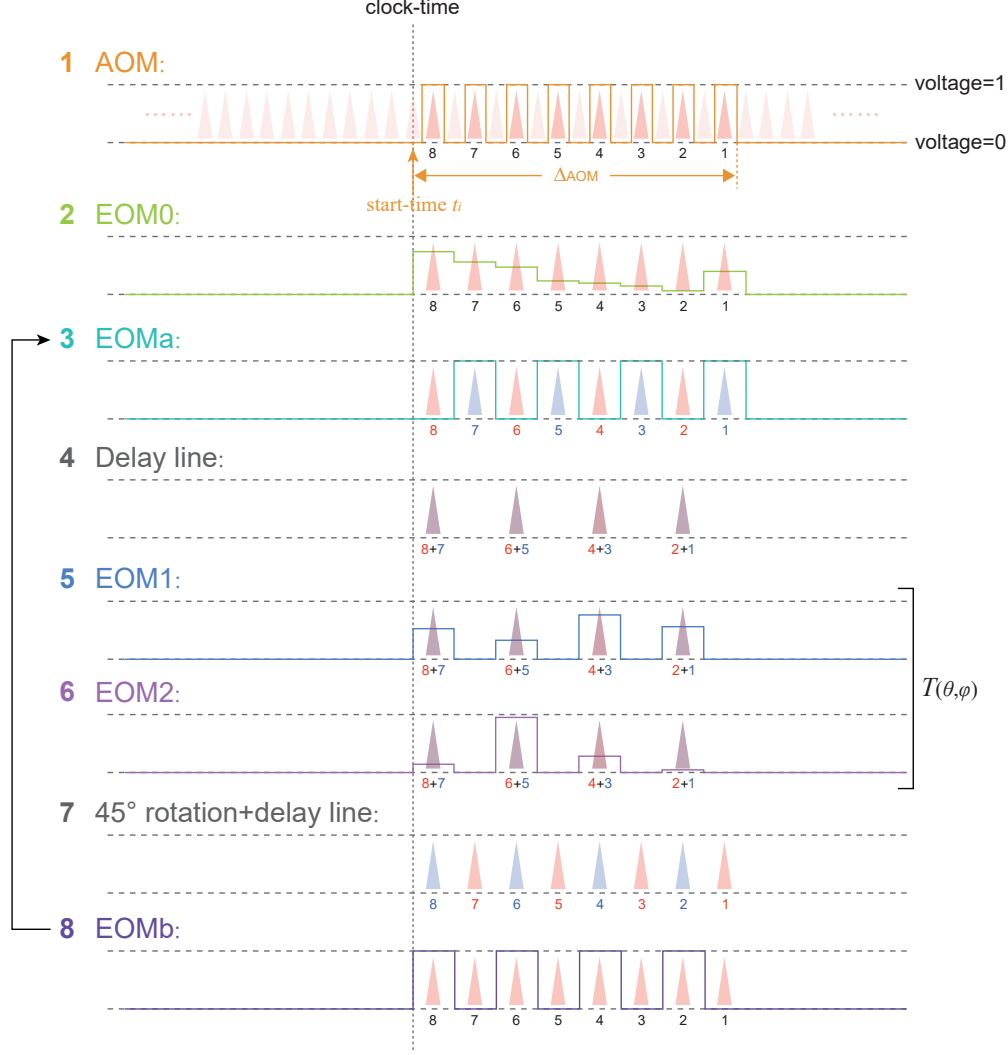 clock-time
1 AOM:
voltage=1
...... ......
voltage=0
8 7 6 5 4 3 2 1
ΔAOM
start-time ti
2 EOM0:
8 7 6 5 4 3 2 1
3 EOMa:
8 7 6 5 4 3 2 1
4 Delay line:
8+7 6+5 4+3 2+1
5 EOM1:
8+7 6+5 4+3 2+1
T(θ,φ)
6 EOM2:
8+7 6+5 4+3 2+1
7 45° rotation+delay line:
8 7 6 5 4 3 2 1
8 EOMb:
8 7 6 5 4 3 2 1